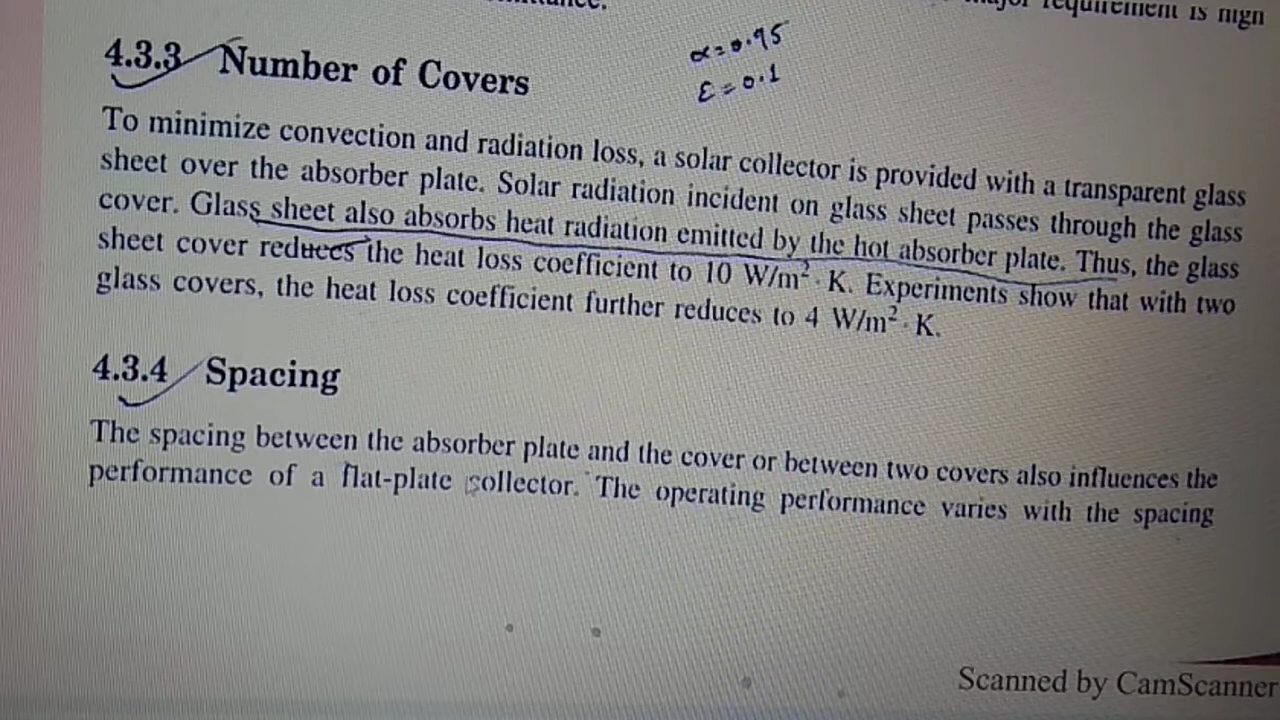 requirement is high
4.3.3 Number of Covers
α=0.95
ε=0.1
To minimize convection and radiation loss, a solar collector is provided with a transparent glass
sheet over the absorber plate. Solar radiation incident on glass sheet passes through the glass
cover. Glass sheet also absorbs heat radiation emitted by the hot absorber plate. Thus, the glass
sheet cover reduces the heat loss coefficient to 10 W/m²·K. Experiments show that with two
glass covers, the heat loss coefficient further reduces to 4 W/m²·K.
4.3.4 Spacing
The spacing between the absorber plate and the cover or between two covers also influences the
performance of a flat-plate collector. The operating performance varies with the spacing
Scanned by CamScanner